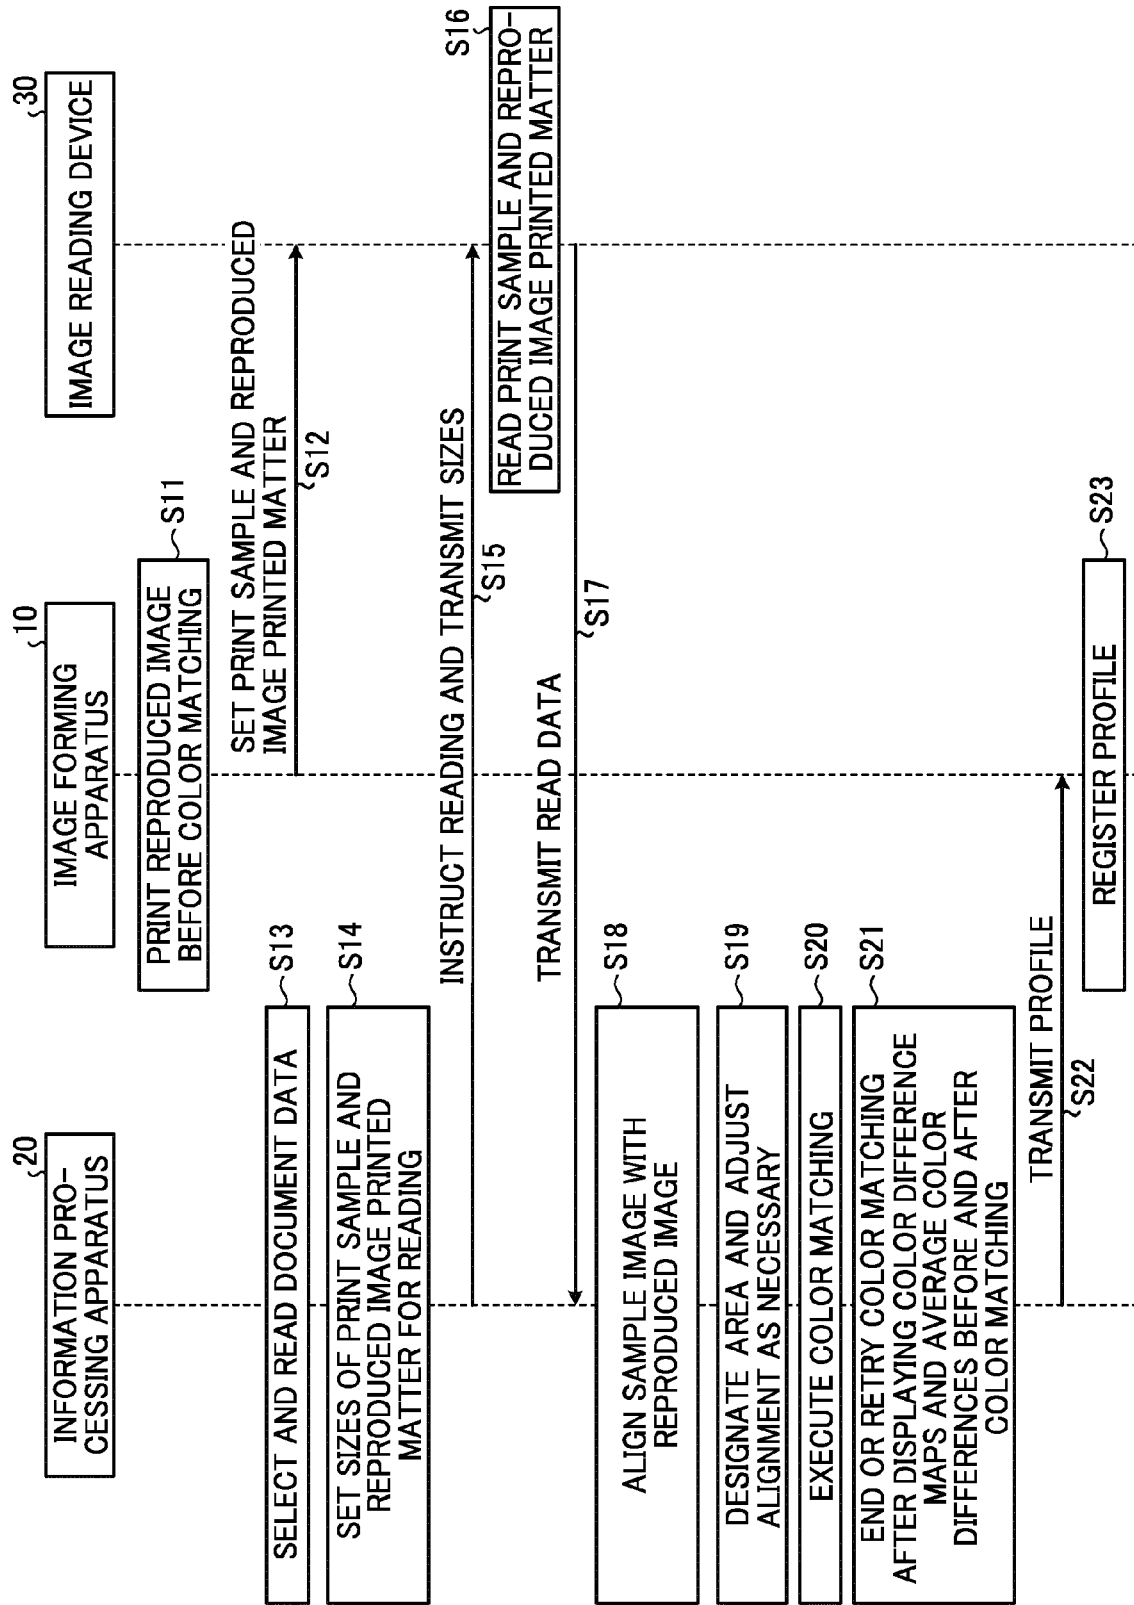 20
INFORMATION PRO-
CESSING APPARATUS
10
IMAGE FORMING
APPARATUS
30
IMAGE READING DEVICE
PRINT REPRODUCED IMAGE
BEFORE COLOR MATCHING
S11
SET PRINT SAMPLE AND REPRODUCED
IMAGE PRINTED MATTER
S12
SELECT AND READ DOCUMENT DATA
S13
SET SIZES OF PRINT SAMPLE AND
REPRODUCED IMAGE PRINTED
MATTER FOR READING
S14
INSTRUCT READING AND TRANSMIT SIZES
S15
S16
READ PRINT SAMPLE AND REPRO-
DUCED IMAGE PRINTED MATTER
TRANSMIT READ DATA
S17
ALIGN SAMPLE IMAGE WITH
REPRODUCED IMAGE
S18
DESIGNATE AREA AND ADJUST
ALIGNMENT AS NECESSARY
S19
EXECUTE COLOR MATCHING
S20
END OR RETRY COLOR MATCHING
AFTER DISPLAYING COLOR DIFFERENCE
MAPS AND AVERAGE COLOR
DIFFERENCES BEFORE AND AFTER
COLOR MATCHING
S21
TRANSMIT PROFILE
S22
REGISTER PROFILE
S23